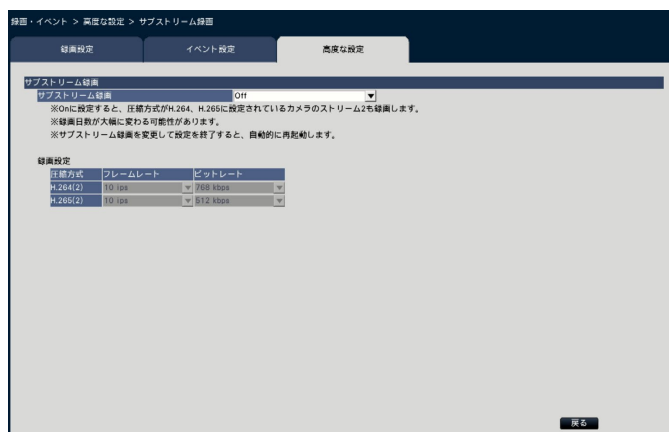 録画・イベント > 高度な設定 > サブストリーム録画
録画設定 イベント設定 高度な設定
サブストリーム録画
サブストリーム録画 Off
※Onに設定すると、圧縮方式がH.264、H.265に設定されているカメラのストリーム2も録画します。
※録画日数が大幅に変わる可能性があります。
※サブストリーム録画を変更して設定を終了すると、自動的に再起動します。
録画設定
圧縮方式 フレームレート ビットレート
H.264(2) 10 ips 768 kbps
H.265(2) 10 ips 512 kbps
戻る